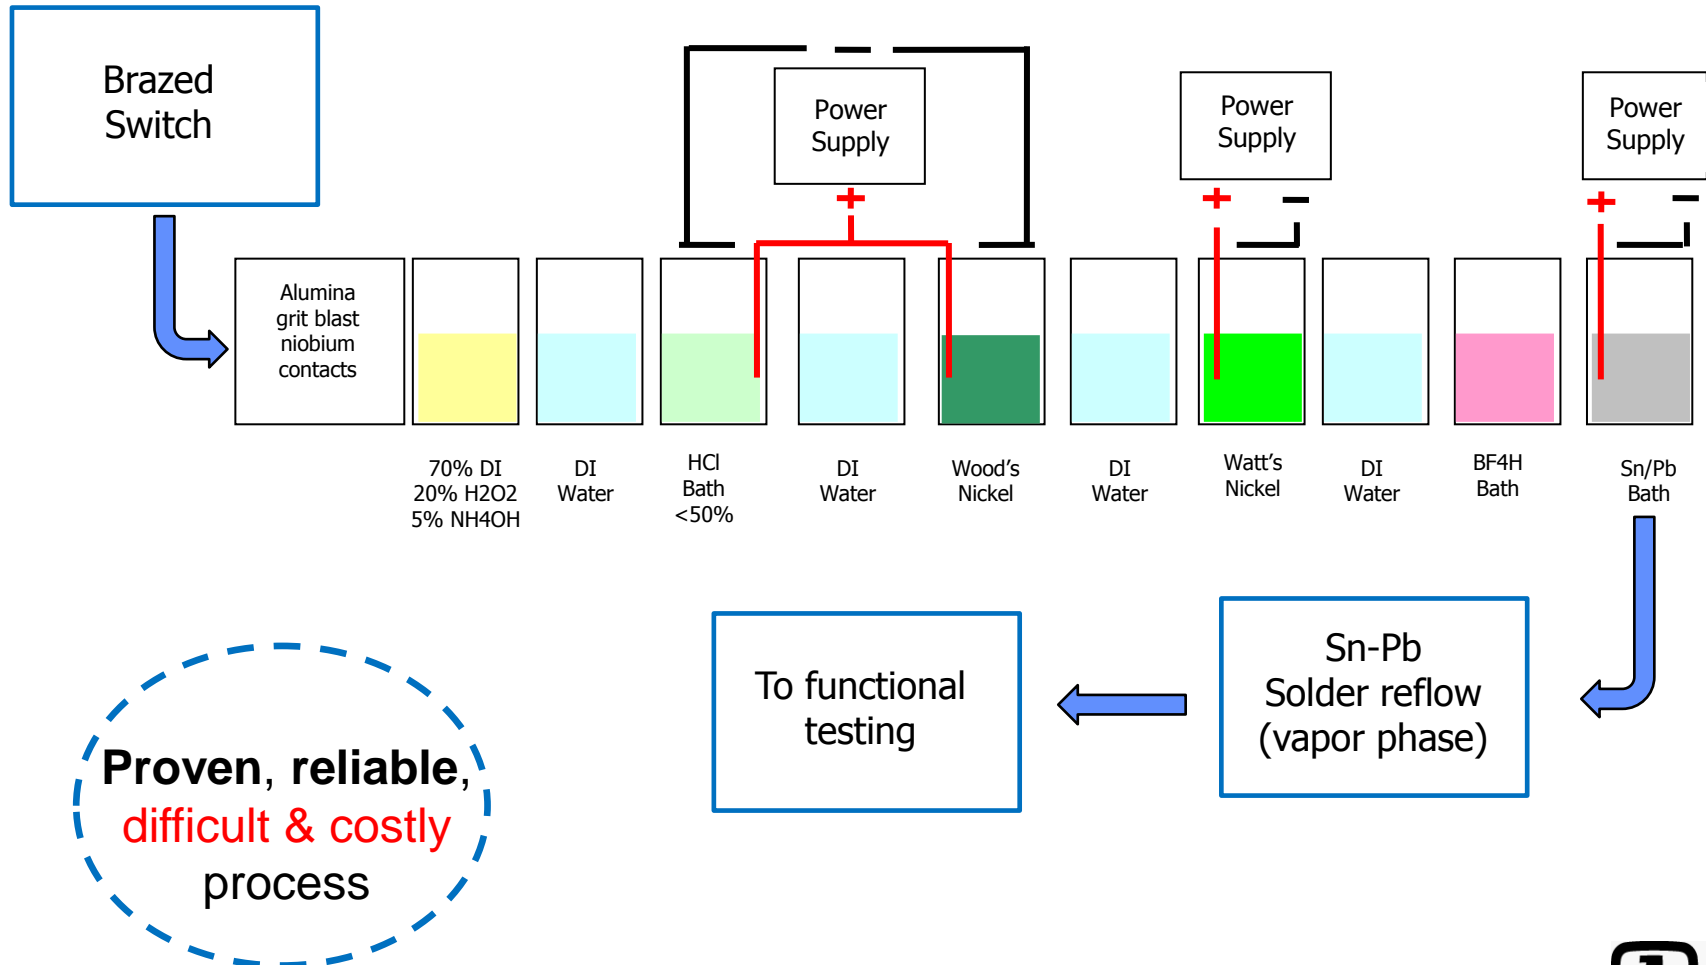 Brazed
Switch
Power
Supply
+
−
Power
Supply
+
−
Power
Supply
+
−
Alumina
grit blast
niobium
contacts
70% DI
20% H2O2
5% NH4OH
DI
Water
HCl
Bath
<50%
DI
Water
Wood’s
Nickel
DI
Water
Watt’s
Nickel
DI
Water
BF4H
Bath
Sn/Pb
Bath
To functional
testing
Sn-Pb
Solder reflow
(vapor phase)
Proven, reliable,
difficult & costly
process